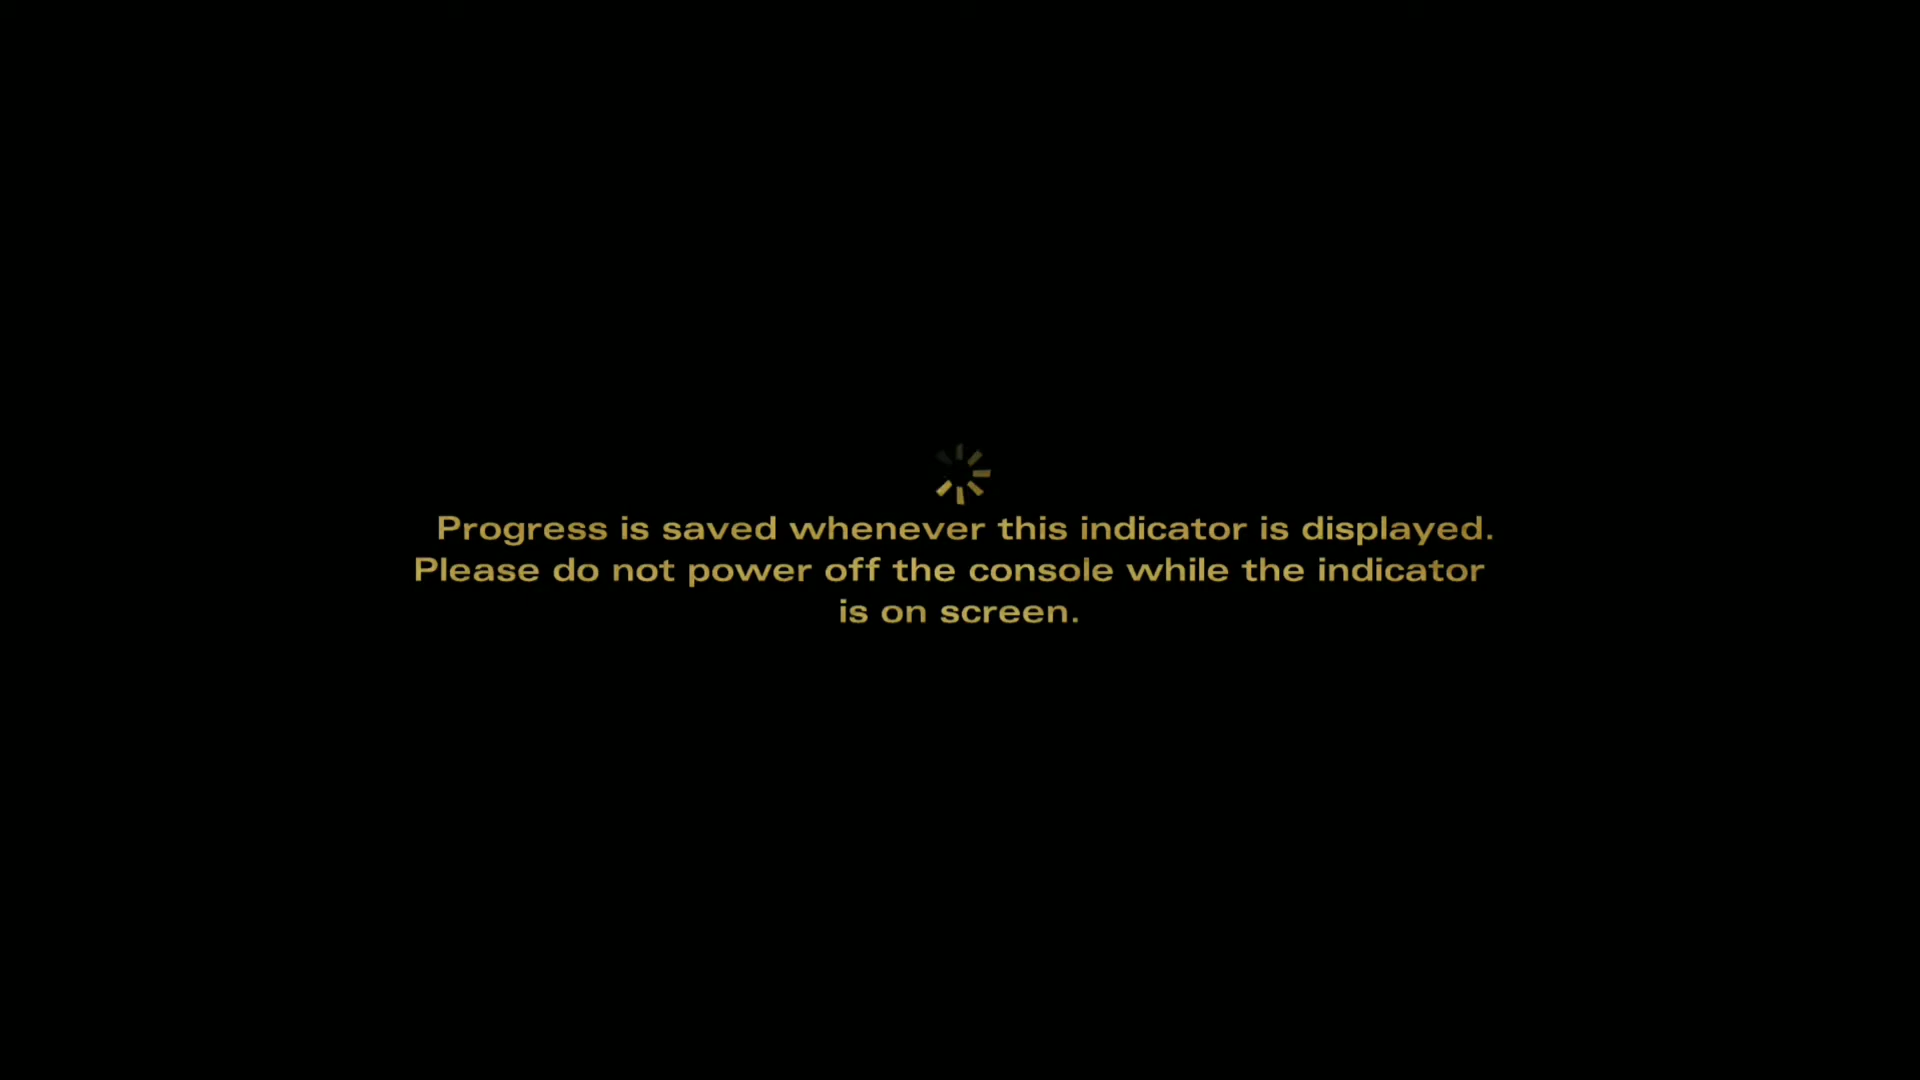 Progress is saved whenever this indicator is displayed.
Please do not power off the console while the indicator
is on screen.